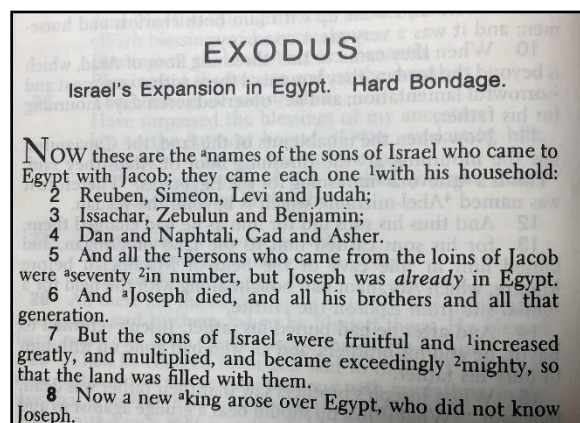 EXODUS
Israel's Expansion in Egypt. Hard Bondage.
NOW these are the ᵃnames of the sons of Israel who came to
Egypt with Jacob; they came each one ¹with his household:
2 Reuben, Simeon, Levi and Judah;
3 Issachar, Zebulun and Benjamin;
4 Dan and Naphtali, Gad and Asher.
5 And all the ¹persons who came from the loins of Jacob
were ᵃseventy ²in number, but Joseph was already in Egypt.
6 And ᵃJoseph died, and all his brothers and all that
generation.
7 But the sons of Israel ᵃwere fruitful and ¹increased
greatly, and multiplied, and became exceedingly ²mighty, so
that the land was filled with them.
8 Now a new ᵃking arose over Egypt, who did not know
Joseph.